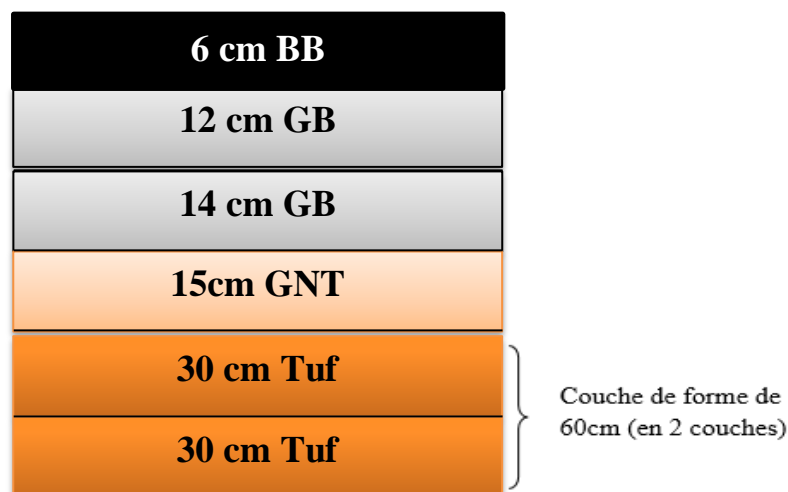 6 cm BB
12 cm GB
14 cm GB
15cm GNT
30 cm Tuf
30 cm Tuf
Couche de forme de
60cm (en 2 couches)